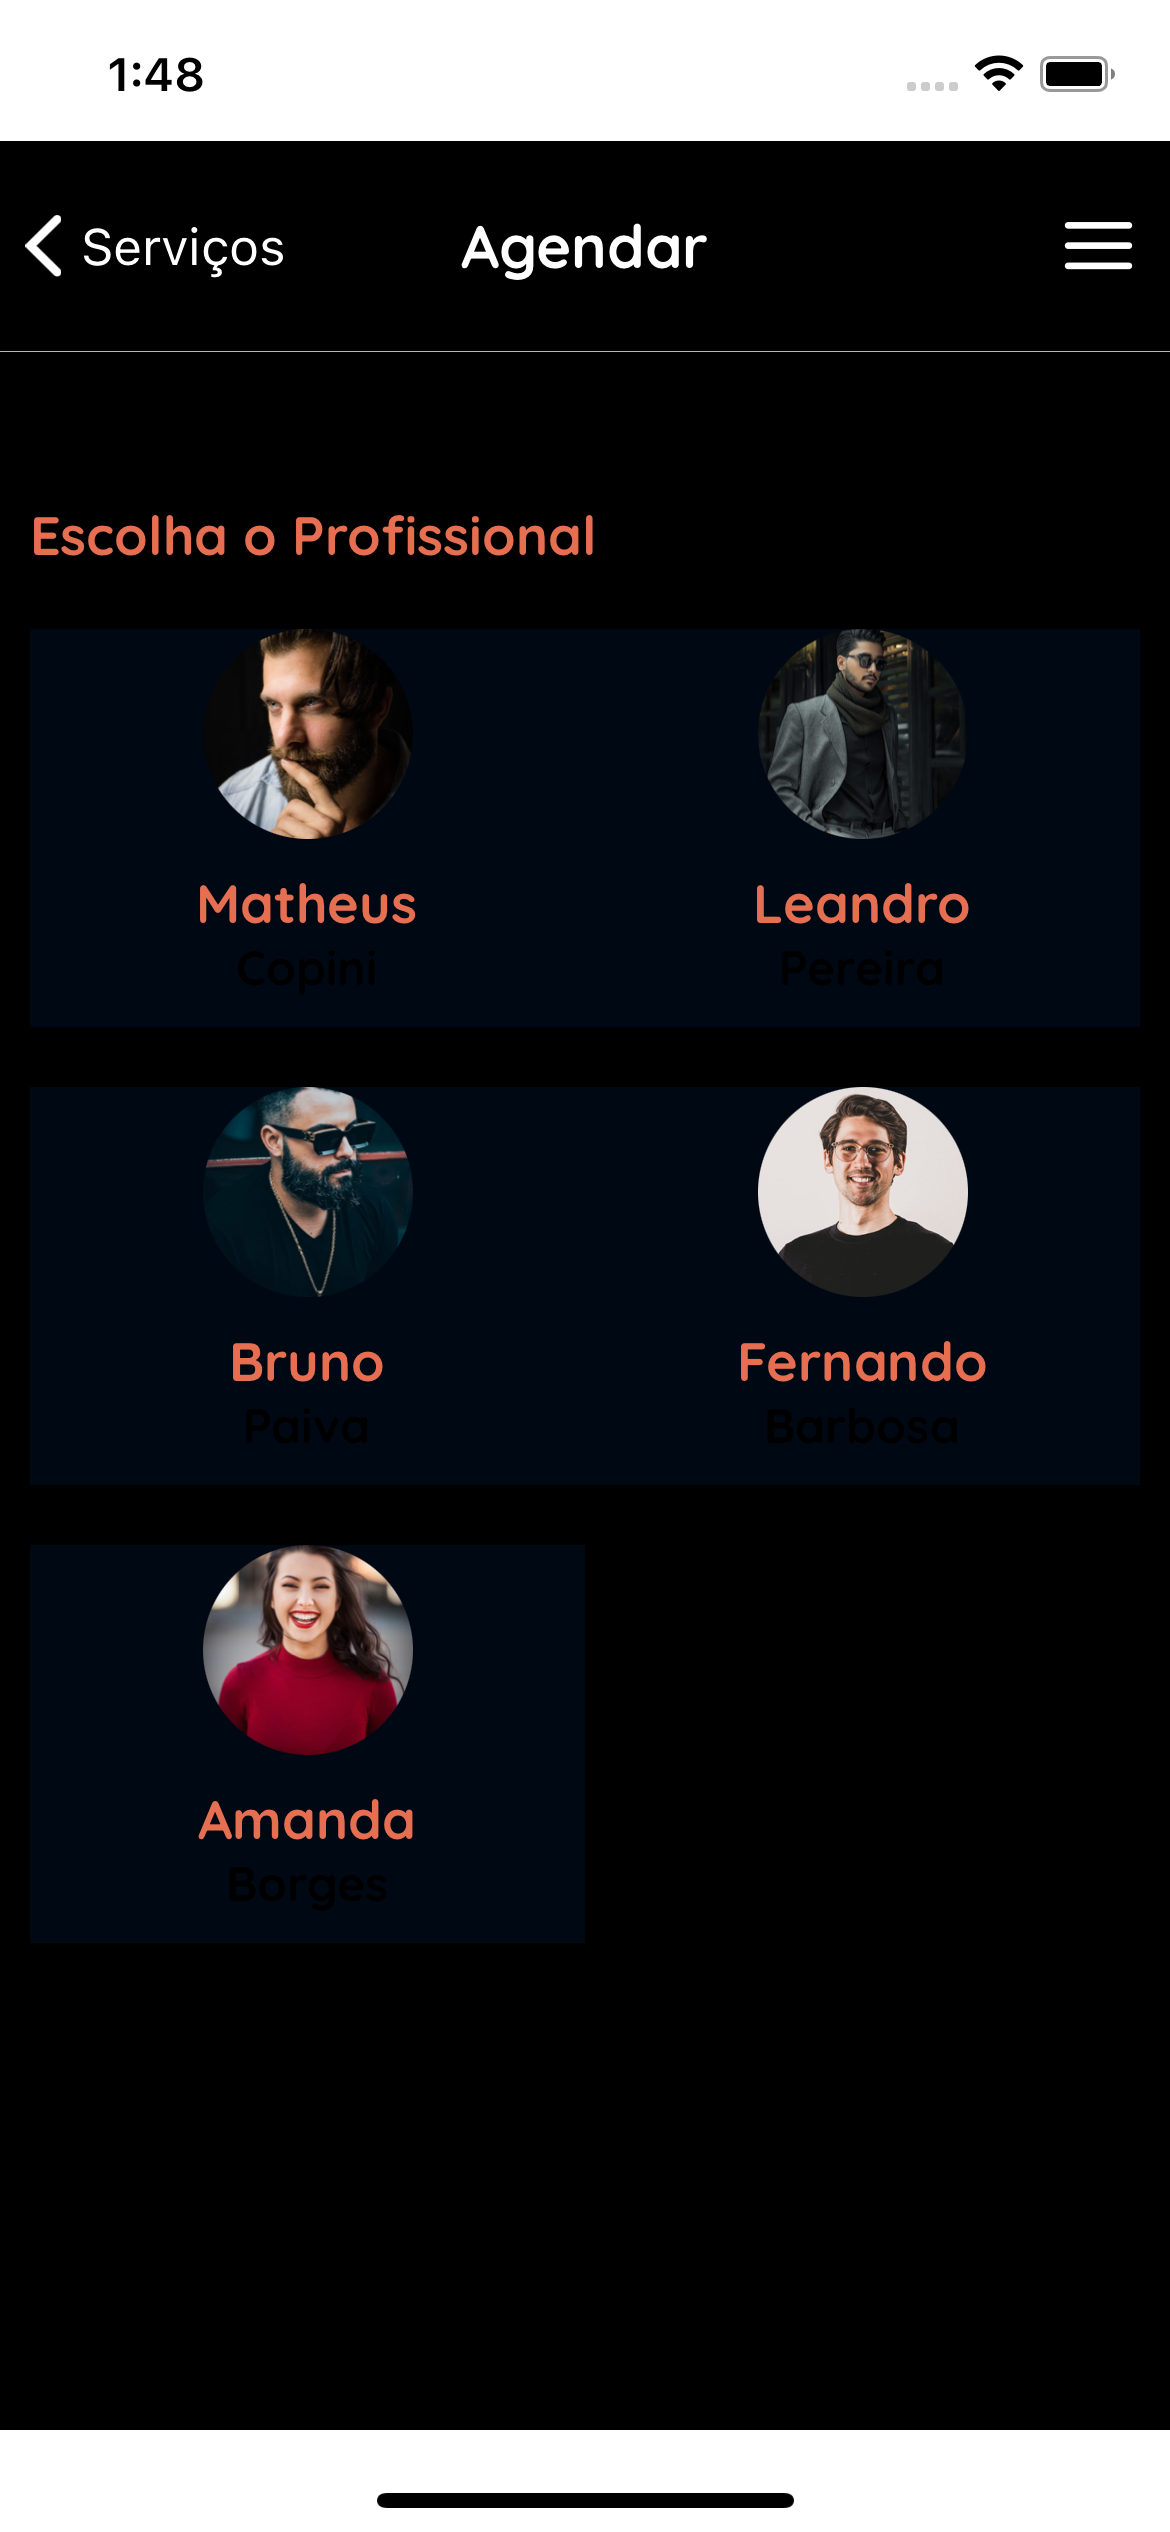 1:48
Serviços
Agendar
Escolha o Profissional
Matheus
Copini
Leandro
Pereira
Bruno
Paiva
Fernando
Barbosa
Amanda
Borges